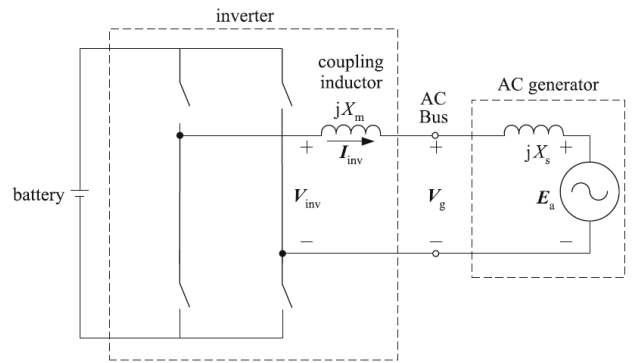 inverter
coupling
inductor
jXm
AC
Bus
AC generator
+
Iinv
+
jXs
+
battery
Vinv
Vg
Ea
−
−
−